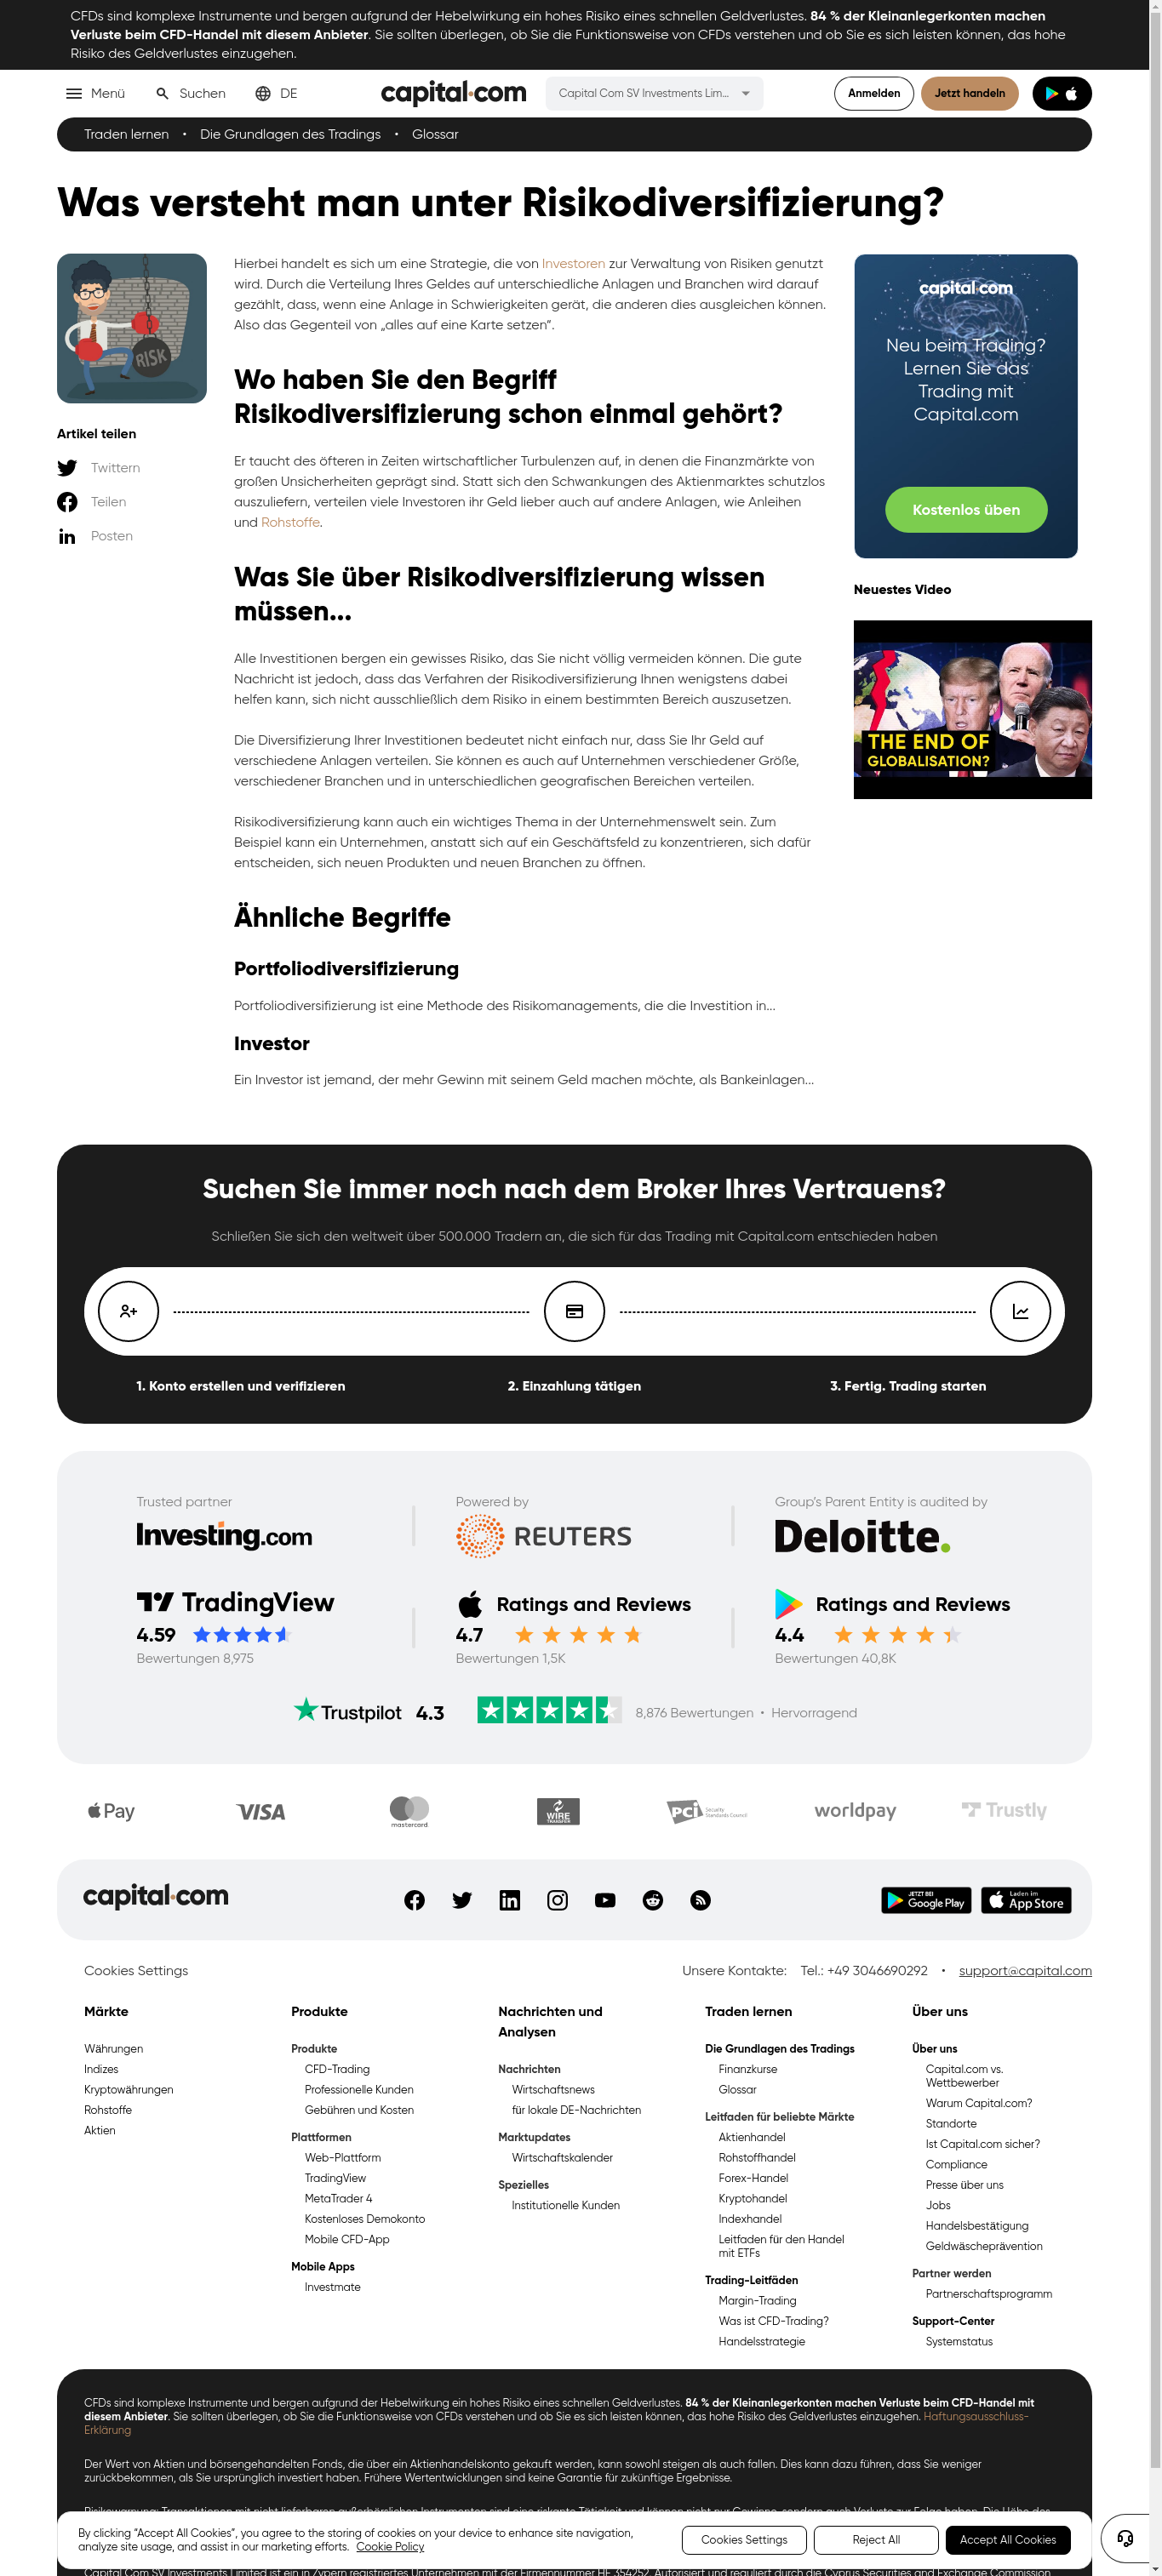 CFDs sind komplexe Instrumente und bergen aufgrund der Hebelwirkung ein hohes Risiko eines schnellen Geldverlustes. 84 % der Kleinanlegerkonten machen
Verluste beim CFD-Handel mit diesem Anbieter. Sie sollten überlegen, ob Sie die Funktionsweise von CFDs verstehen und ob Sie es sich leisten können, das hohe
Risiko des Geldverlustes einzugehen.
Menü Suchen DE capital.com Capital Com SV Investments Lim... Anmelden Jetzt handeln
Traden lernen • Die Grundlagen des Tradings • Glossar
Was versteht man unter Risikodiversifizierung?
RISK
Artikel teilen
Twittern
Teilen
Posten
Hierbei handelt es sich um eine Strategie, die von Investoren zur Verwaltung von Risiken genutzt
wird. Durch die Verteilung Ihres Geldes auf unterschiedliche Anlagen und Branchen wird darauf
gezählt, dass, wenn eine Anlage in Schwierigkeiten gerät, die anderen dies ausgleichen können.
Also das Gegenteil von „alles auf eine Karte setzen“.
Wo haben Sie den Begriff
Risikodiversifizierung schon einmal gehört?
Er taucht des öfteren in Zeiten wirtschaftlicher Turbulenzen auf, in denen die Finanzmärkte von
großen Unsicherheiten geprägt sind. Statt sich den Schwankungen des Aktienmarktes schutzlos
auszuliefern, verteilen viele Investoren ihr Geld lieber auch auf andere Anlagen, wie Anleihen
und Rohstoffe.
Was Sie über Risikodiversifizierung wissen
müssen...
Alle Investitionen bergen ein gewisses Risiko, das Sie nicht völlig vermeiden können. Die gute
Nachricht ist jedoch, dass das Verfahren der Risikodiversifizierung Ihnen wenigstens dabei
helfen kann, sich nicht ausschließlich dem Risiko in einem bestimmten Bereich auszusetzen.
Die Diversifizierung Ihrer Investitionen bedeutet nicht einfach nur, dass Sie Ihr Geld auf
verschiedene Anlagen verteilen. Sie können es auch auf Unternehmen verschiedener Größe,
verschiedener Branchen und in unterschiedlichen geografischen Bereichen verteilen.
Risikodiversifizierung kann auch ein wichtiges Thema in der Unternehmenswelt sein. Zum
Beispiel kann ein Unternehmen, anstatt sich auf ein Geschäftsfeld zu konzentrieren, sich dafür
entscheiden, sich neuen Produkten und neuen Branchen zu öffnen.
Ähnliche Begriffe
Portfoliodiversifizierung
Portfoliodiversifizierung ist eine Methode des Risikomanagements, die die Investition in...
Investor
Ein Investor ist jemand, der mehr Gewinn mit seinem Geld machen möchte, als Bankeinlagen...
capital.com
Neu beim Trading?
Lernen Sie das
Trading mit
Capital.com
Kostenlos üben
Neuestes Video
THE END OF
GLOBALISATION?
Suchen Sie immer noch nach dem Broker Ihres Vertrauens?
Schließen Sie sich den weltweit über 500.000 Tradern an, die sich für das Trading mit Capital.com entschieden haben
1. Konto erstellen und verifizieren 2. Einzahlung tätigen 3. Fertig. Trading starten
Trusted partner Powered by Group's Parent Entity is audited by
Investing.com REUTERS Deloitte.
TradingView Ratings and Reviews Ratings and Reviews
4.59 4.7 4.4
Bewertungen 8,975 Bewertungen 1,5K Bewertungen 40,8K
Trustpilot 4.3 8,876 Bewertungen • Hervorragend
Pay VISA mastercard. WIRE TRANSFER PCI Security Standards Council worldpay Trustly
capital.com JETZT BEI Google Play Laden im App Store
Cookies Settings Unsere Kontakte: Tel.: +49 3046690292 • support@capital.com
Märkte
Währungen
Indizes
Kryptowährungen
Rohstoffe
Aktien
Produkte
Produkte
CFD-Trading
Professionelle Kunden
Gebühren und Kosten
Plattformen
Web-Plattform
TradingView
MetaTrader 4
Kostenloses Demokonto
Mobile CFD-App
Mobile Apps
Investmate
Nachrichten und
Analysen
Nachrichten
Wirtschaftsnews
für lokale DE-Nachrichten
Marktupdates
Wirtschaftskalender
Spezielles
Institutionelle Kunden
Traden lernen
Die Grundlagen des Tradings
Finanzkurse
Glossar
Leitfaden für beliebte Märkte
Aktienhandel
Rohstoffhandel
Forex-Handel
Kryptohandel
Indexhandel
Leitfaden für den Handel
mit ETFs
Trading-Leitfäden
Margin-Trading
Was ist CFD-Trading?
Handelsstrategie
Über uns
Über uns
Capital.com vs.
Wettbewerber
Warum Capital.com?
Standorte
Ist Capital.com sicher?
Compliance
Presse über uns
Jobs
Handelsbestätigung
Geldwäscheprävention
Partner werden
Partnerschaftsprogramm
Support-Center
Systemstatus
CFDs sind komplexe Instrumente und bergen aufgrund der Hebelwirkung ein hohes Risiko eines schnellen Geldverlustes. 84 % der Kleinanlegerkonten machen Verluste beim CFD-Handel mit
diesem Anbieter. Sie sollten überlegen, ob Sie die Funktionsweise von CFDs verstehen und ob Sie es sich leisten können, das hohe Risiko des Geldverlustes einzugehen. Haftungsausschluss-
Erklärung
Der Wert von Aktien und börsengehandelten Fonds, die über ein Aktienhandelskonto gekauft werden, kann sowohl steigen als auch fallen. Dies kann dazu führen, dass Sie weniger
zurückbekommen, als Sie ursprünglich investiert haben. Frühere Wertentwicklungen sind keine Garantie für zukünftige Ergebnisse.
By clicking “Accept All Cookies”, you agree to the storing of cookies on your device to enhance site navigation,
analyze site usage, and assist in our marketing efforts. Cookie Policy
Cookies Settings Reject All Accept All Cookies
Capital Com SV Investments Limited ist ein in Zypern registriertes Unternehmen mit der Firmennummer HE 354252. Autorisiert und reguliert durch die Cyprus Securities and Exchange Commission